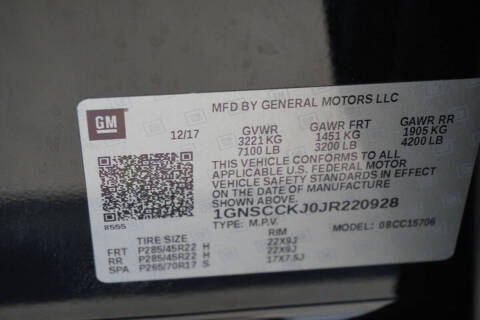 MFD BY GENERAL MOTORS LLC
GM
12/17
GVWR GAWR FRT GAWR RR
3221 KG 1451 KG 1905 KG
7100 LB 3200 LB 4200 LB
THIS VEHICLE CONFORMS TO ALL
APPLICABLE U.S. FEDERAL MOTOR
VEHICLE SAFETY STANDARDS IN EFFECT
ON THE DATE OF MANUFACTURE
SHOWN ABOVE.
1GNSCCKJ0JR220928
TYPE: M.P.V. MODEL: 08CC15706
8555
TIRE SIZE RIM
FRT P285/45R22 H 22X9J
RR P285/45R22 H 22X9J
SPA P265/70R17 S 17X7.5J